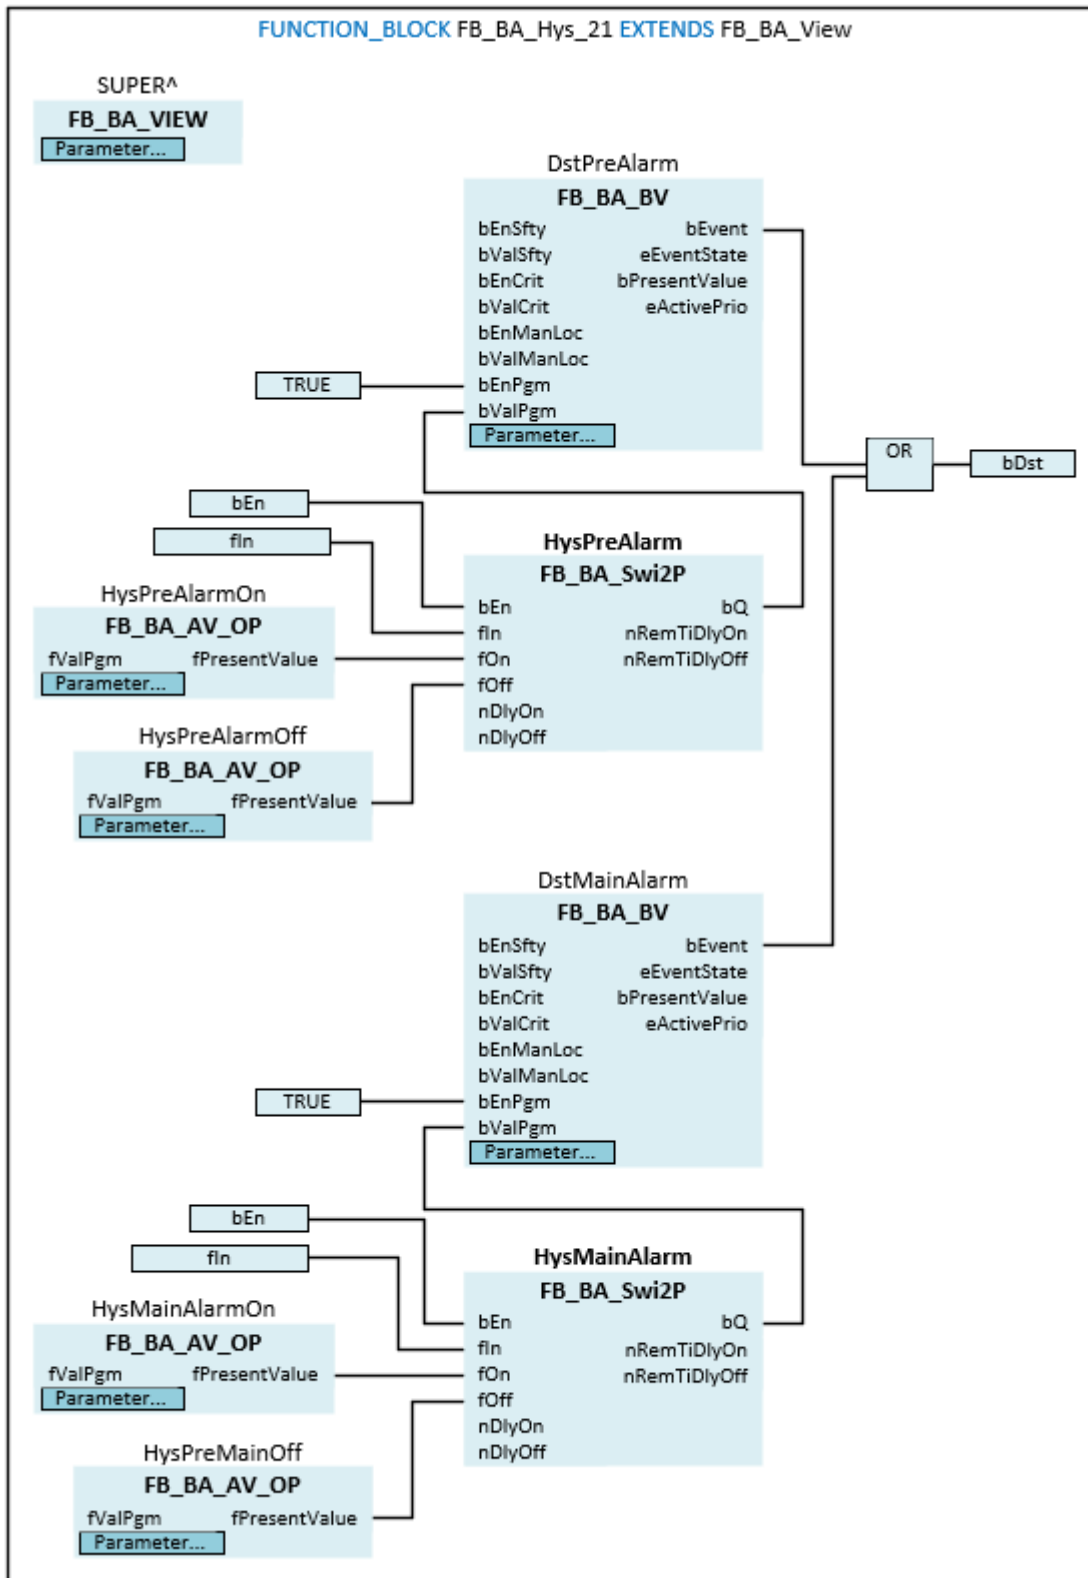 FUNCTION_BLOCK FB_BA_Hys_21 EXTENDS FB_BA_View
SUPER^
FB_BA_VIEW
Parameter...
DstPreAlarm
FB_BA_BV
bEnSfty bEvent
bValSfty eEventState
bEnCrit bPresentValue
bValCrit eActivePrio
bEnManLoc
bValManLoc
TRUE
bEnPgm
bValPgm
Parameter...
OR
bDst
bEn
fIn
HysPreAlarm
FB_BA_Swi2P
bEn bQ
fIn nRemTiDlyOn
fOn nRemTiDlyOff
fOff
nDlyOn
nDlyOff
HysPreAlarmOn
FB_BA_AV_OP
fValPgm fPresentValue
Parameter...
HysPreAlarmOff
FB_BA_AV_OP
fValPgm fPresentValue
Parameter...
DstMainAlarm
FB_BA_BV
bEnSfty bEvent
bValSfty eEventState
bEnCrit bPresentValue
bValCrit eActivePrio
bEnManLoc
bValManLoc
TRUE
bEnPgm
bValPgm
Parameter...
bEn
fIn
HysMainAlarm
FB_BA_Swi2P
bEn bQ
fIn nRemTiDlyOn
fOn nRemTiDlyOff
fOff
nDlyOn
nDlyOff
HysMainAlarmOn
FB_BA_AV_OP
fValPgm fPresentValue
Parameter...
HysPreMainOff
FB_BA_AV_OP
fValPgm fPresentValue
Parameter...